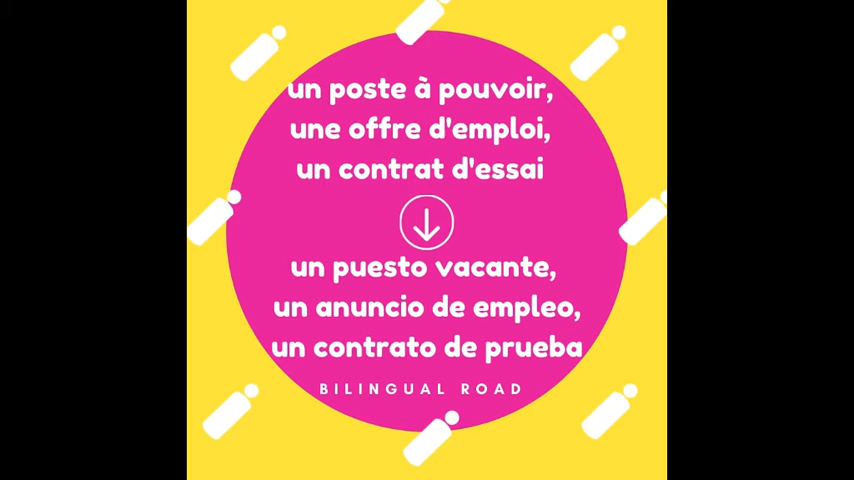 un poste à pouvoir,
une offre d'emploi,
un contrat d'essai
un puesto vacante,
un anuncio de empleo,
un contrato de prueba
BILINGUAL ROAD